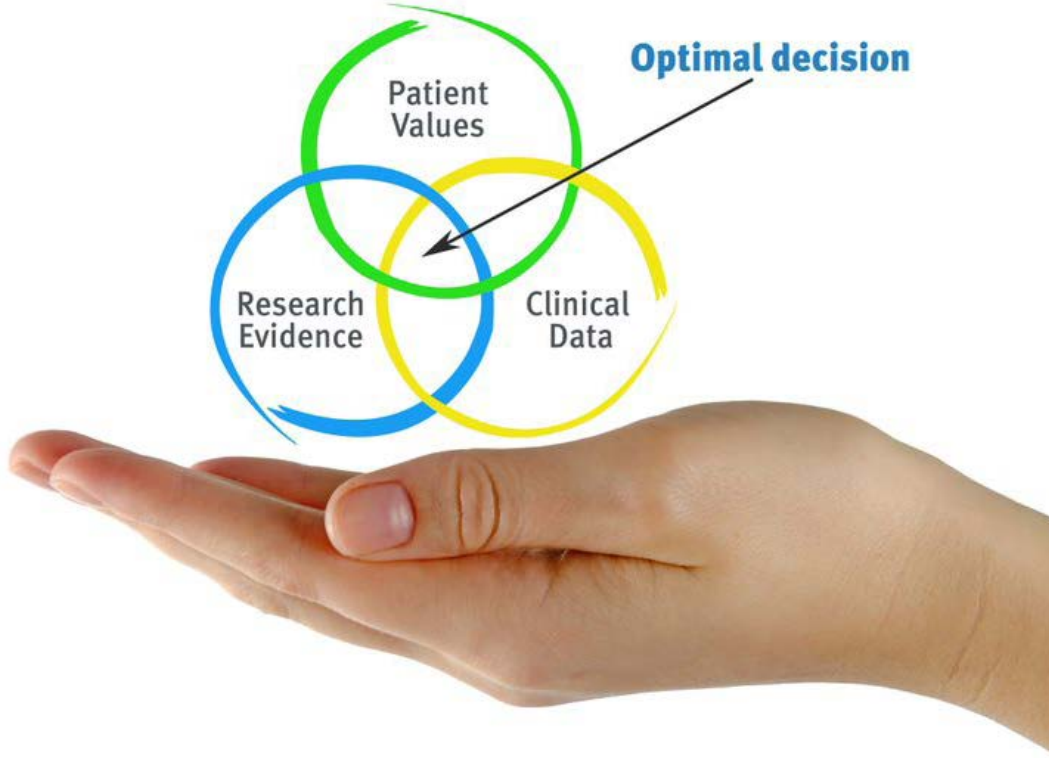 Optimal decision
Patient
Values
Research
Evidence
Clinical
Data